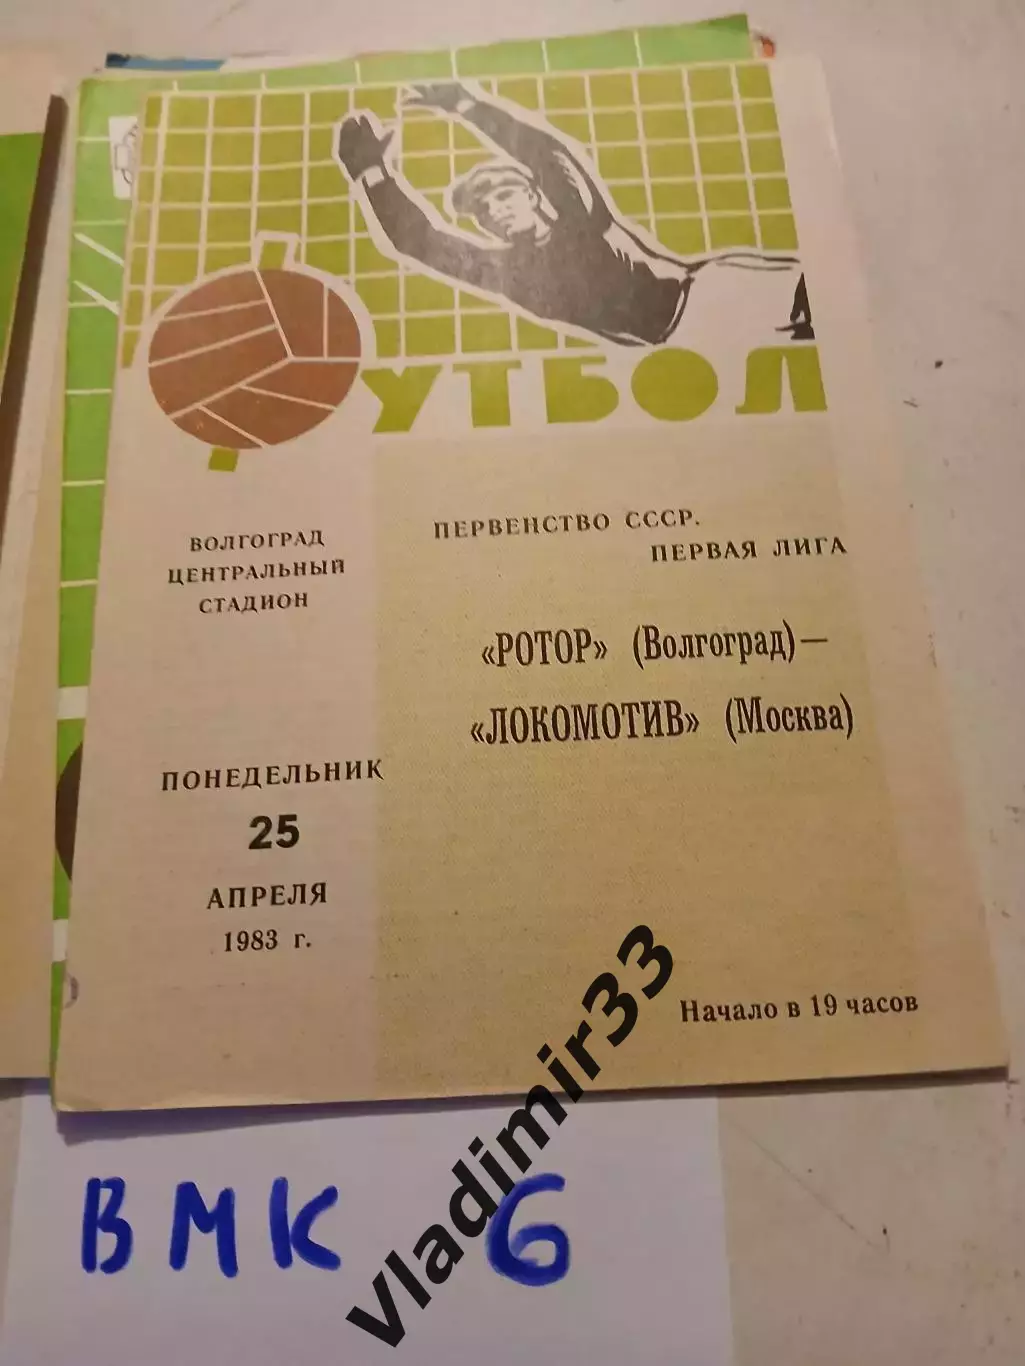 ФУТБОЛ
ВОЛГОГРАД
ЦЕНТРАЛЬНЫЙ
СТАДИОН
ПЕРВЕНСТВО СССР.
ПЕРВАЯ ЛИГА
«РОТОР» (Волгоград)—
«ЛОКОМОТИВ» (Москва)
ПОНЕДЕЛЬНИК
25
АПРЕЛЯ
1983 г.
Начало в 19 часов
Vladimir33
ВМК 6